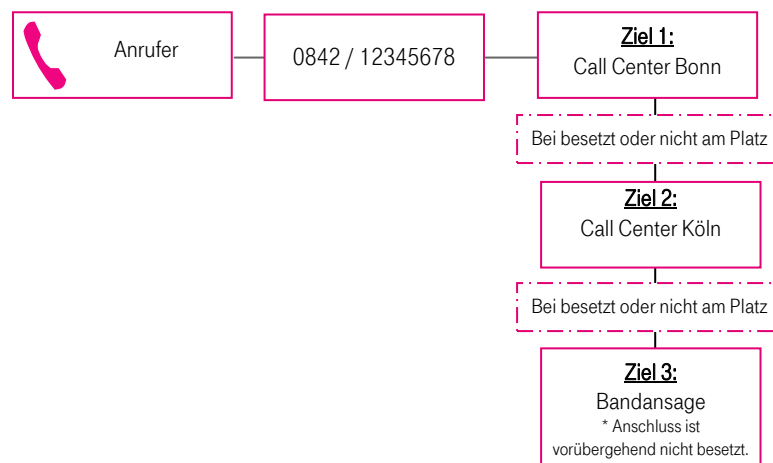 Anrufer
0842 / 12345678
Ziel 1:
Call Center Bonn
Bei besetzt oder nicht am Platz
Ziel 2:
Call Center Köln
Bei besetzt oder nicht am Platz
Ziel 3:
Bandansage
* Anschluss ist
vorübergehend nicht besetzt.